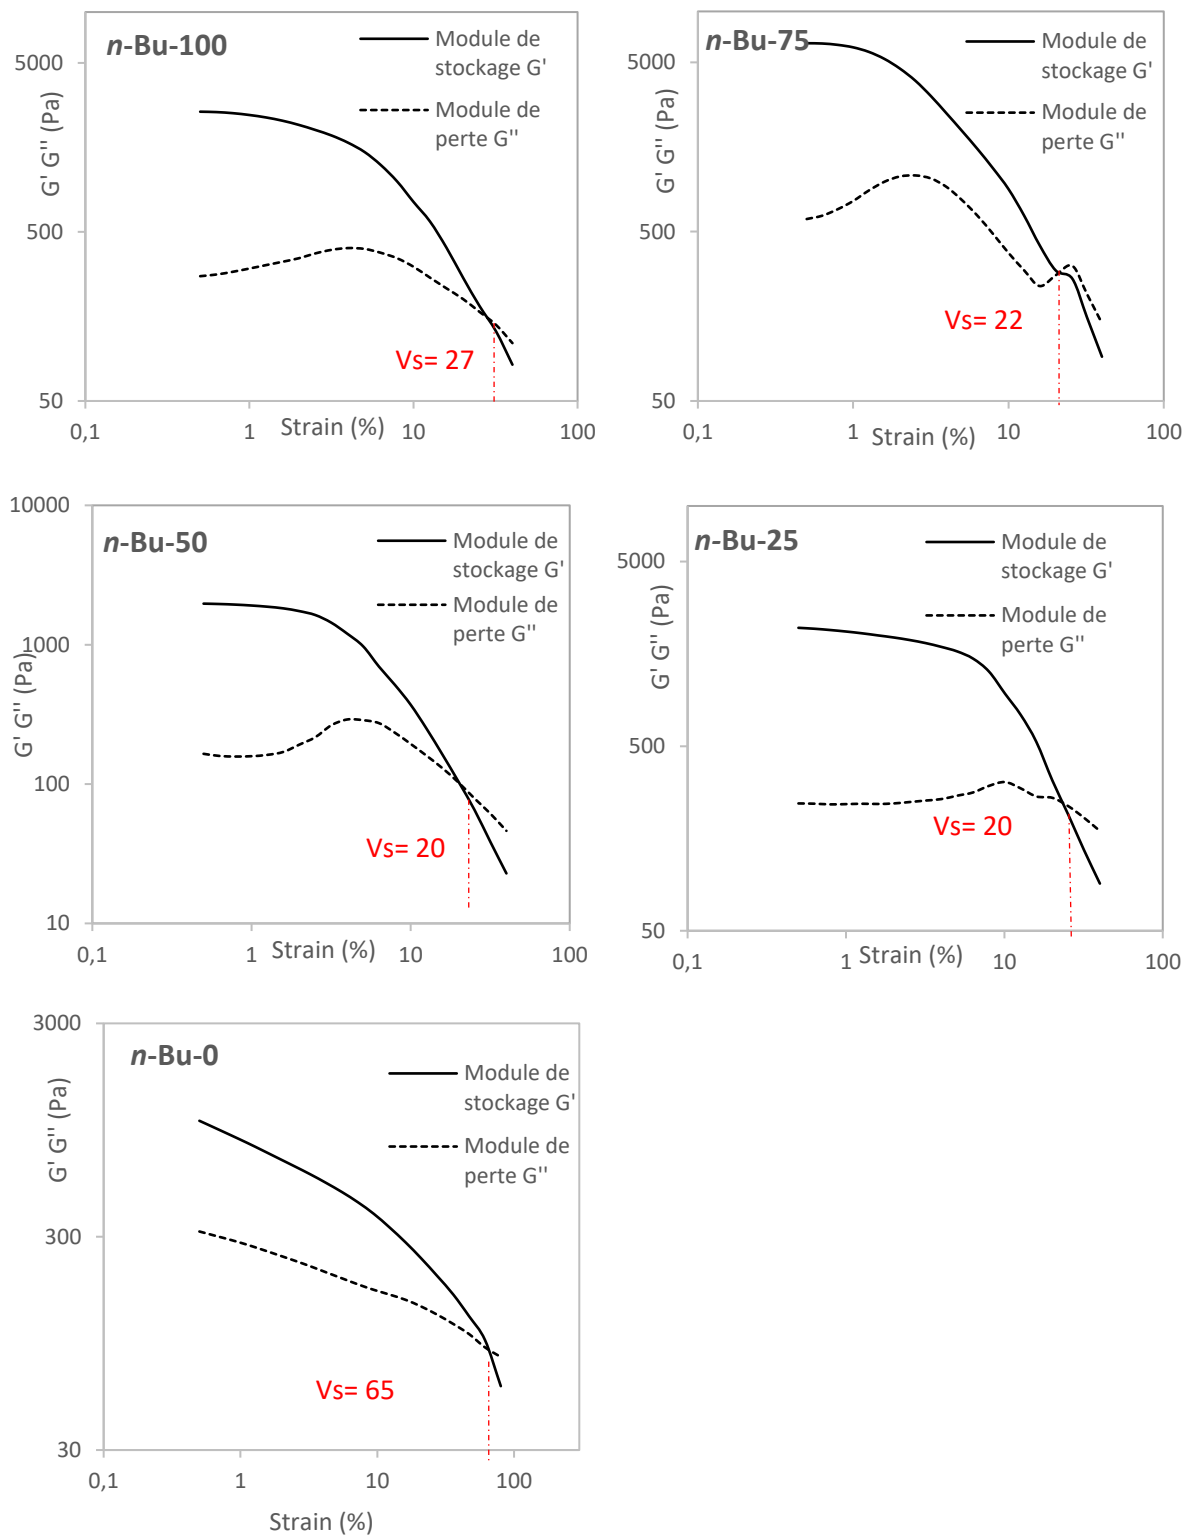 n-Bu-100
Module de
stockage G'
Module de
perte G''
G' G'' (Pa)
5000
500
50
Vs= 27
0,1
1
10
100
Strain (%)
n-Bu-75
Module de
stockage G'
Module de
perte G''
G' G'' (Pa)
5000
500
50
Vs= 22
0,1
1
10
100
Strain (%)
n-Bu-50
Module de
stockage G'
Module de
perte G''
G' G'' (Pa)
10000
1000
100
10
Vs= 20
0,1
1
10
100
Strain (%)
n-Bu-25
Module de
stockage G'
Module de
perte G''
G' G'' (Pa)
5000
500
50
Vs= 20
0,1
1
10
100
Strain (%)
n-Bu-0
Module de
stockage G'
Module de
perte G''
G' G'' (Pa)
3000
300
30
Vs= 65
0,1
1
10
100
Strain (%)